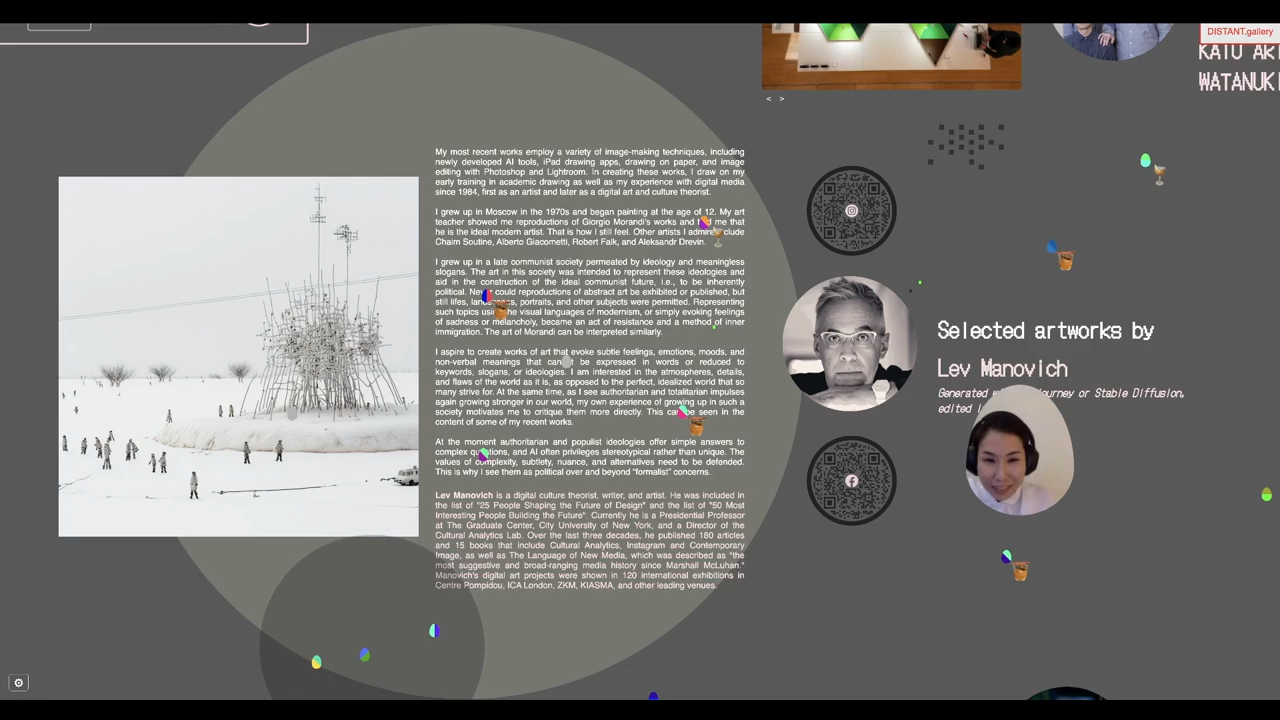 DISTANT.gallery
KATO AKI
WATANUKI
< >
My most recent works employ a variety of image-making techniques, including
newly developed AI tools, iPad drawing apps, drawing on paper, and image
editing with Photoshop and Lightroom. In creating these works, I draw on my
early training in academic drawing as well as my experience with digital media
since 1984, first as an artist and later as a digital art and culture theorist.
I grew up in Moscow in the 1970s and began painting at the age of 12. My art
teacher showed me reproductions of Giorgio Morandi's works and me that
he is the ideal modern artist. That is how I still feel. Other artists I
Chaim Soutine, Alberto Giacometti, Robert Falk, and Aleksandr Drevin.
I grew up in a late communist society permeated by ideology and meaningless
slogans. The art in this society was intended to represent these ideologies and
aid in the construction of the ideal communist future, i.e., to be inherently
political. could reproductions of abstract art be exhibited or published, but
still lifes, portraits, and other subjects were permitted. Representing
such topics visual languages of modernism, or simply evoking feelings
of sadness or melancholy, became an act of resistance and a method of inner
immigration. The art of Morandi can be interpreted similarly.
I aspire to create works of art that evoke subtle feelings, emotions, moods, and
non-verbal meanings that be expressed in words or reduced to
keywords, slogans, or ideologies. I am interested in the atmospheres, details,
and flaws of the world as it is, as opposed to the perfect, idealized world that so
many strive for. At the same time, as I see authoritarian and totalitarian impulses
again growing stronger in our world, my own experience of growing up in such a
society motivates me to critique them more directly. This seen in the
content of some of my recent works.
At the moment authoritarian and populist ideologies offer simple answers to
complex questions, and AI often privileges stereotypical rather than unique. The
values of complexity, subtlety, nuance, and alternatives need to be defended.
This is why I see them as political over and beyond "formalist" concerns.
Lev Manovich is a digital culture theorist, writer, and artist. He was included in
the list of "25 People Shaping the Future of Design" and the list of "50 Most
Interesting People Building the Future". Currently he is a Presidential Professor
at The Graduate Center, City University of New York, and a Director of the
Cultural Analytics Lab. Over the last three decades, he published 180 articles
and 15 books that include Cultural Analytics, Instagram and Contemporary
Image, as well as The Language of New Media, which was described as "the
most suggestive and broad-ranging media history since Marshall McLuhan."
Manovich's digital art projects were shown in 120 international exhibitions in
Centre Pompidou, ICA London, ZKM, KIASMA, and other leading venues.
Selected artworks by
Lev Manovich
Generated or Stable Diffusion,
edited